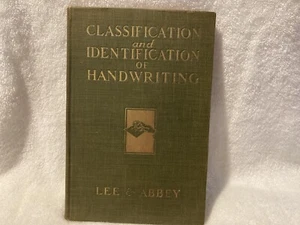 CLASSIFICATION
and
IDENTIFICATION
OF
HANDWRITING
LEE & ABBEY